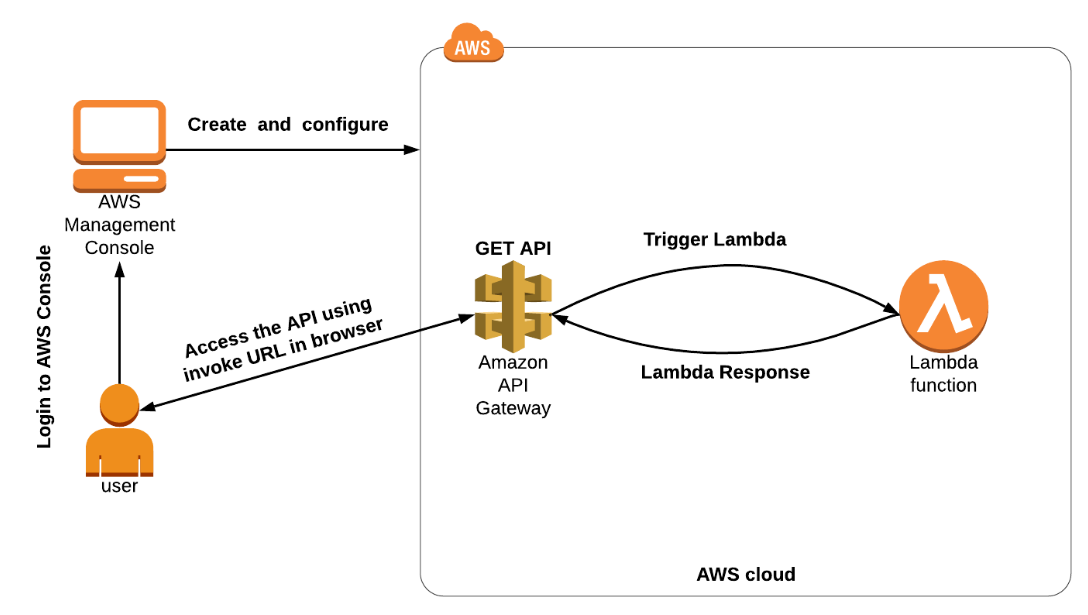 AWS
Create and configure
AWS
Management
Console
Login to AWS Console
Access the API using
invoke URL in browser
user
GET API
Amazon
API
Gateway
Trigger Lambda
Lambda Response
Lambda
function
AWS cloud